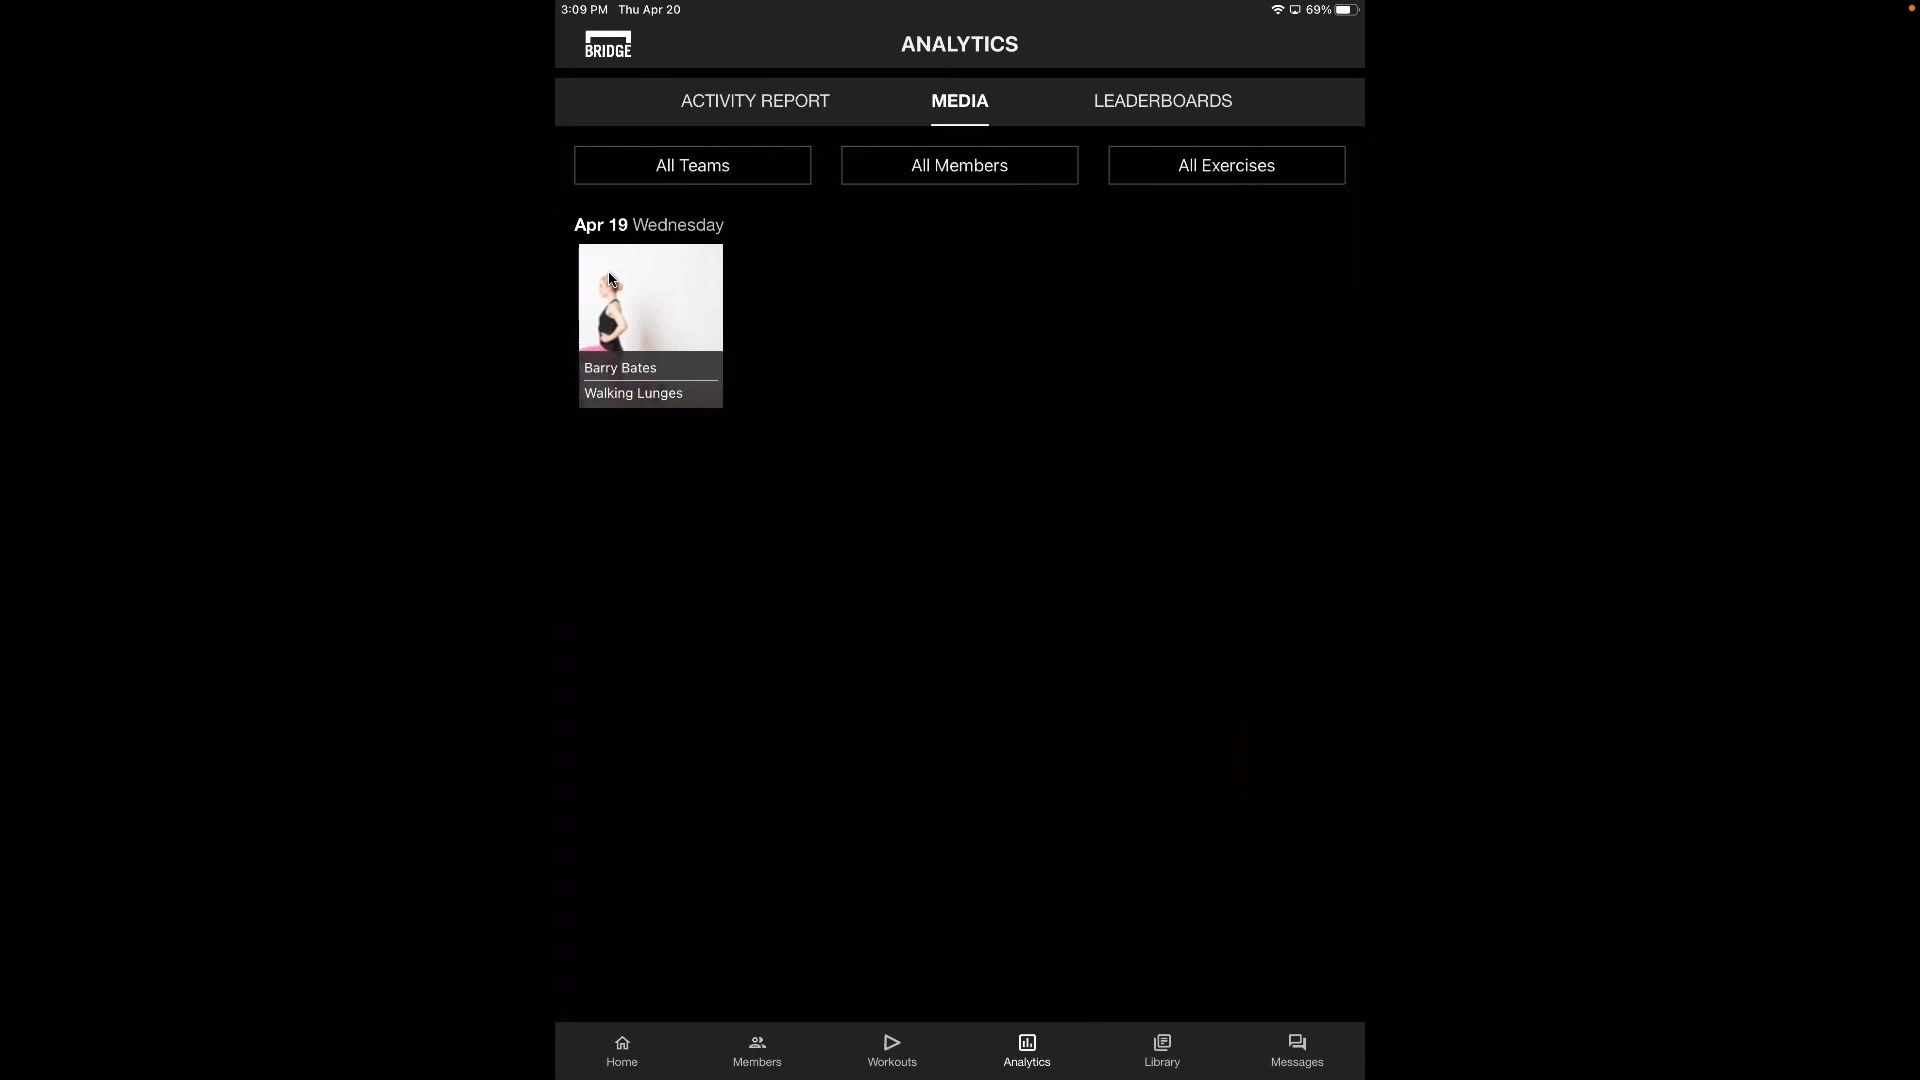 3:09 PM Thu Apr 20
69%
BRIDGE
ANALYTICS
ACTIVITY REPORT
MEDIA
LEADERBOARDS
All Teams
All Members
All Exercises
Apr 19 Wednesday
Barry Bates
Walking Lunges
Home
Members
Workouts
Analytics
Library
Messages